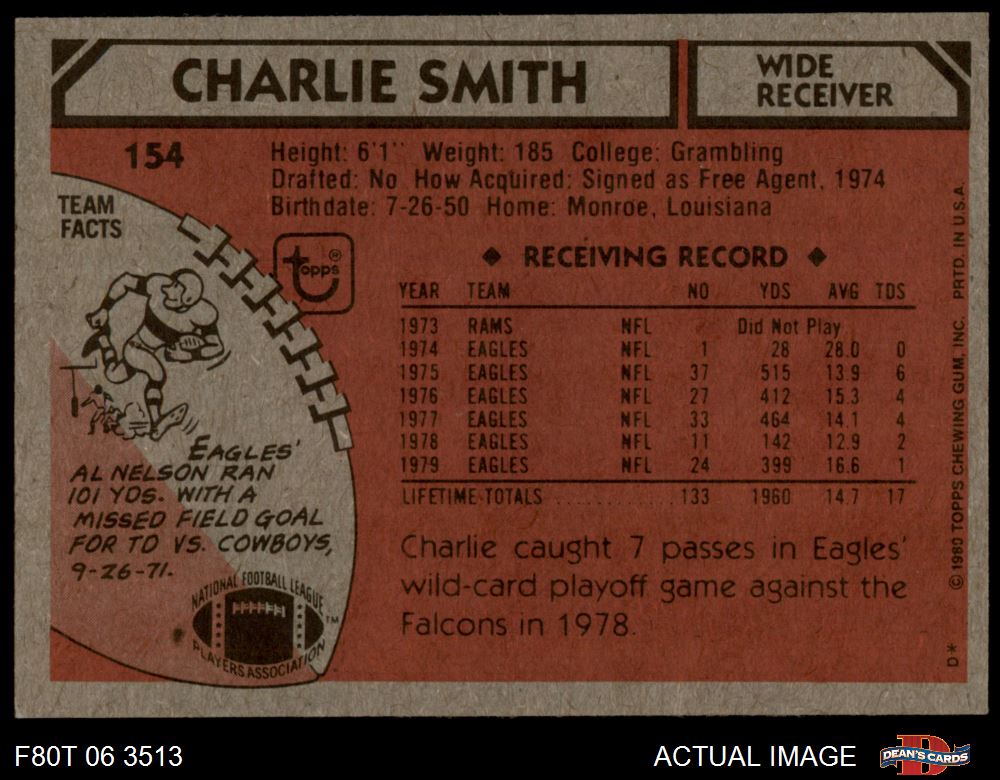 CHARLIE SMITH
WIDE
RECEIVER
154
Height: 6'1" Weight: 185 College: Grambling
Drafted: No How Acquired: Signed as Free Agent, 1974
Birthdate: 7-26-50 Home: Monroe, Louisiana
TEAM
FACTS
topps ®
◆ RECEIVING RECORD ◆
YEAR TEAM NO YDS AVG TDS
1973 RAMS NFL Did Not Play
1974 EAGLES NFL 1 28 28.0 0
1975 EAGLES NFL 37 515 13.9 6
1976 EAGLES NFL 27 412 15.3 4
1977 EAGLES NFL 33 464 14.1 4
1978 EAGLES NFL 11 142 12.9 2
1979 EAGLES NFL 24 399 16.6 1
LIFETIME TOTALS 133 1960 14.7 17
EAGLES'
AL NELSON RAN
101 YDS. WITH A
MISSED FIELD GOAL
FOR TD VS. COWBOYS,
9-26-71.
NATIONAL FOOTBALL LEAGUE
PLAYERS ASSOCIATION
TM
Charlie caught 7 passes in Eagles'
wild-card playoff game against the
Falcons in 1978.
D* © 1980 TOPPS CHEWING GUM, INC. PRTD. IN U.S.A.
F80T 06 3513
ACTUAL IMAGE
DEAN'S CARDS